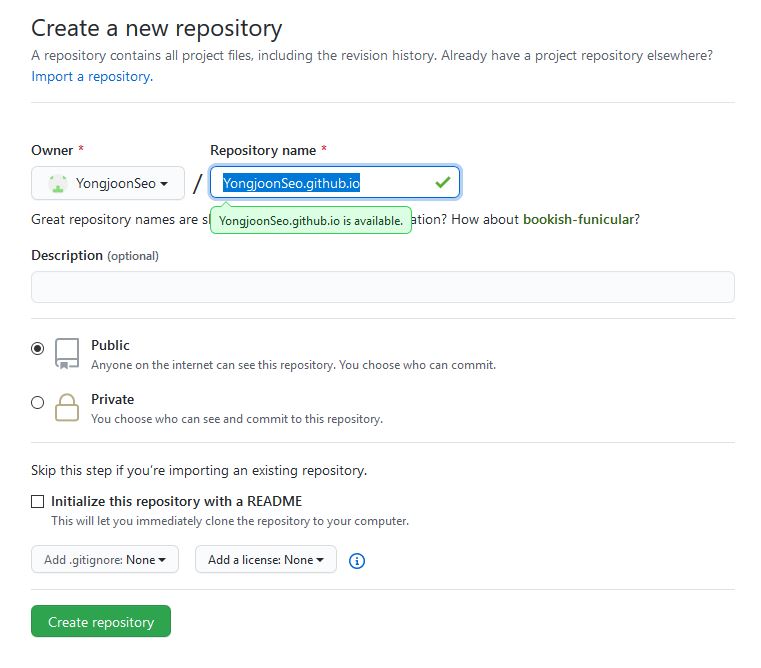 Create a new repository
A repository contains all project files, including the revision history. Already have a project repository elsewhere?
Import a repository.
Owner *
Repository name *
YongjoonSeo
/
YongjoonSeo.github.io
Great repository names are s
ation? How about bookish-funicular?
YongjoonSeo.github.io is available.
Description (optional)
Public
Anyone on the internet can see this repository. You choose who can commit.
Private
You choose who can see and commit to this repository.
Skip this step if you're importing an existing repository.
Initialize this repository with a README
This will let you immediately clone the repository to your computer.
Add .gitignore: None
Add a license: None
Create repository